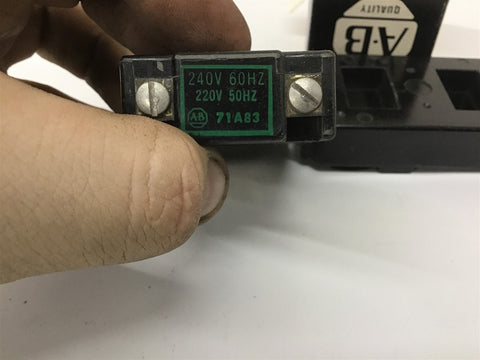 240V 60HZ
220V 50HZ
AB 71A83
A-B
QUALITY